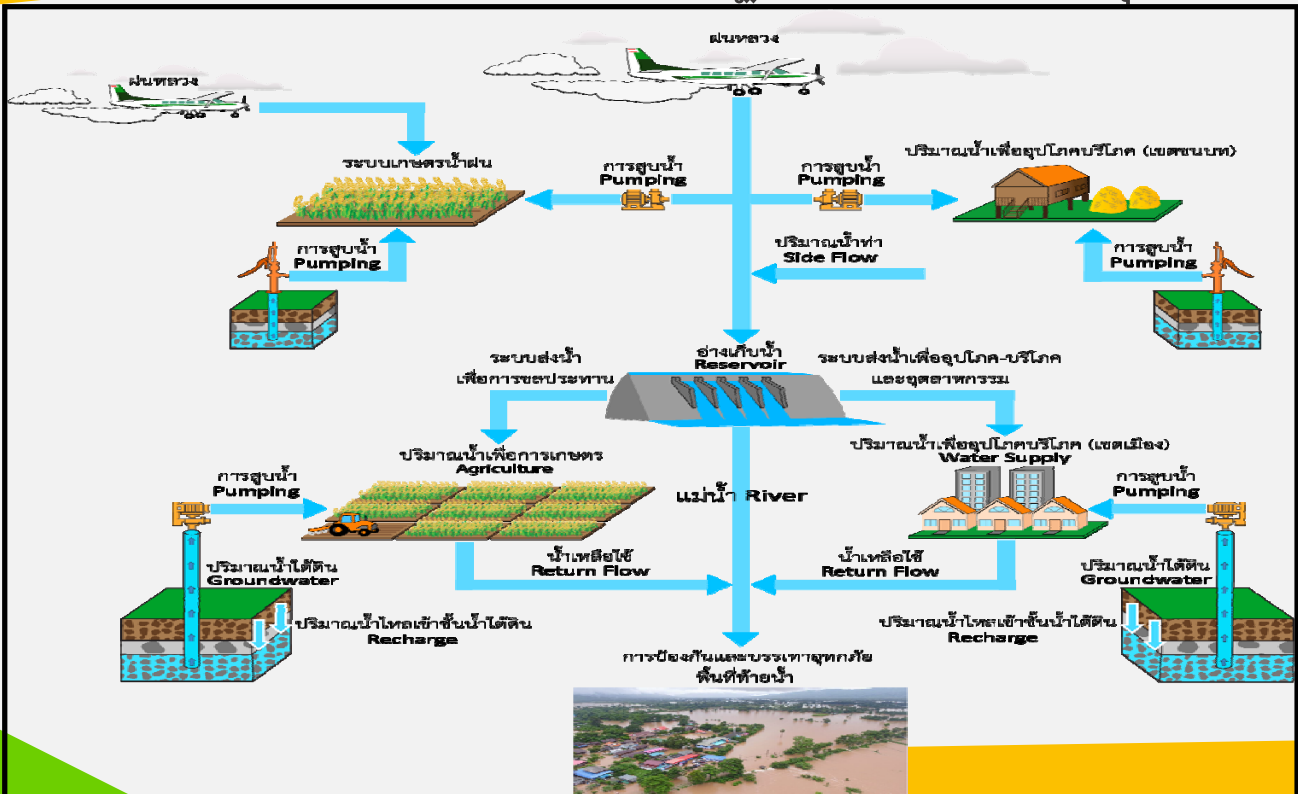 ฝนหลวง
ฝนหลวง
ระบบเกษตรน้ำฝน
การสูบน้ำ
Pumping
การสูบน้ำ
Pumping
ปริมาณน้ำเพื่ออุปโภคบริโภค (เขตชนบท)
การสูบน้ำ
Pumping
ปริมาณน้ำท่า
Side Flow
การสูบน้ำ
Pumping
ระบบส่งน้ำ
เพื่อการชลประทาน
อ่างเก็บน้ำ
Reservoir
ระบบส่งน้ำเพื่ออุปโภค-บริโภค
และอุตสาหกรรม
ปริมาณน้ำเพื่อการเกษตร
Agriculture
ปริมาณน้ำเพื่ออุปโภคบริโภค (เขตเมือง)
Water Supply
การสูบน้ำ
Pumping
แม่น้ำ River
การสูบน้ำ
Pumping
ปริมาณน้ำใต้ดิน
Groundwater
น้ำเหลือใช้
Return Flow
น้ำเหลือใช้
Return Flow
ปริมาณน้ำใต้ดิน
Groundwater
ปริมาณน้ำไหลเข้าชั้นน้ำใต้ดิน
Recharge
ปริมาณน้ำไหลเข้าชั้นน้ำใต้ดิน
Recharge
การป้องกันและบรรเทาอุทกภัย
พื้นที่ท้ายน้ำ